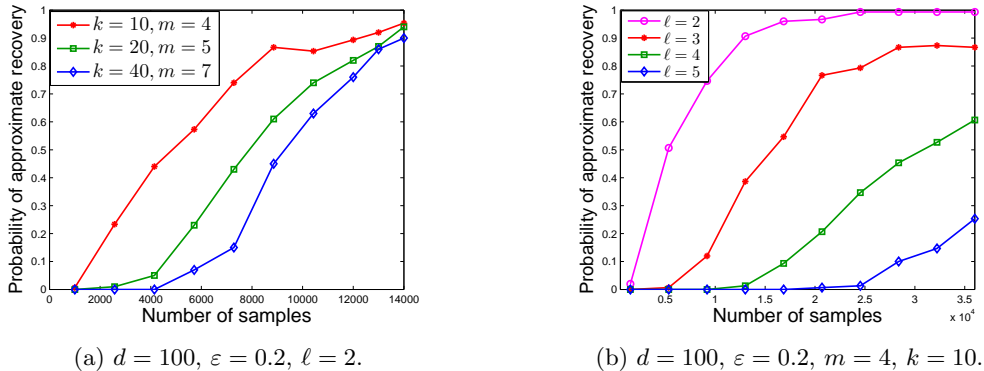 Probability of approximate recovery
1
0.9
0.8
0.7
0.6
0.5
0.4
0.3
0.2
0.1
0
k = 10, m = 4
k = 20, m = 5
k = 40, m = 7
0 2000 4000 6000 8000 10000 12000 14000
Number of samples
(a) d = 100, ε = 0.2, ℓ = 2.
Probability of approximate recovery
1
0.9
0.8
0.7
0.6
0.5
0.4
0.3
0.2
0.1
0
ℓ = 2
ℓ = 3
ℓ = 4
ℓ = 5
0.5 1 1.5 2 2.5 3 3.5
x 10⁴
Number of samples
(b) d = 100, ε = 0.2, m = 4, k = 10.